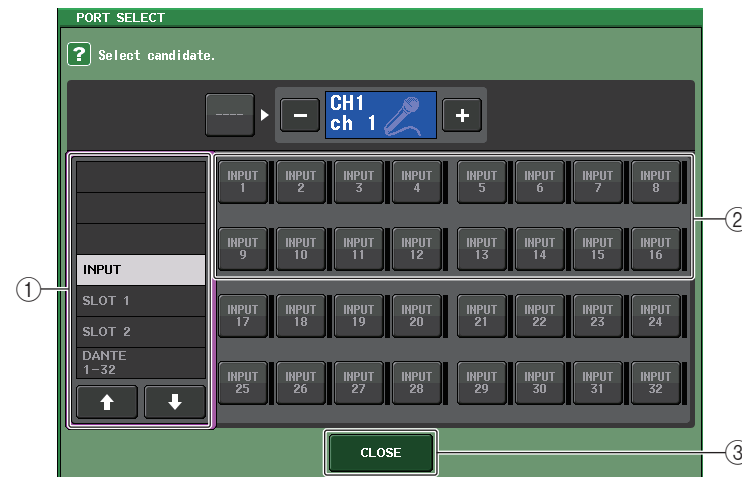 PORT SELECT
? Select candidate.
----
−
CH1
ch 1
+
INPUT
SLOT 1
SLOT 2
DANTE
1-32
INPUT 1 INPUT 2 INPUT 3 INPUT 4 INPUT 5 INPUT 6 INPUT 7 INPUT 8
INPUT 9 INPUT 10 INPUT 11 INPUT 12 INPUT 13 INPUT 14 INPUT 15 INPUT 16
INPUT 17 INPUT 18 INPUT 19 INPUT 20 INPUT 21 INPUT 22 INPUT 23 INPUT 24
INPUT 25 INPUT 26 INPUT 27 INPUT 28 INPUT 29 INPUT 30 INPUT 31 INPUT 32
CLOSE
①
②
③